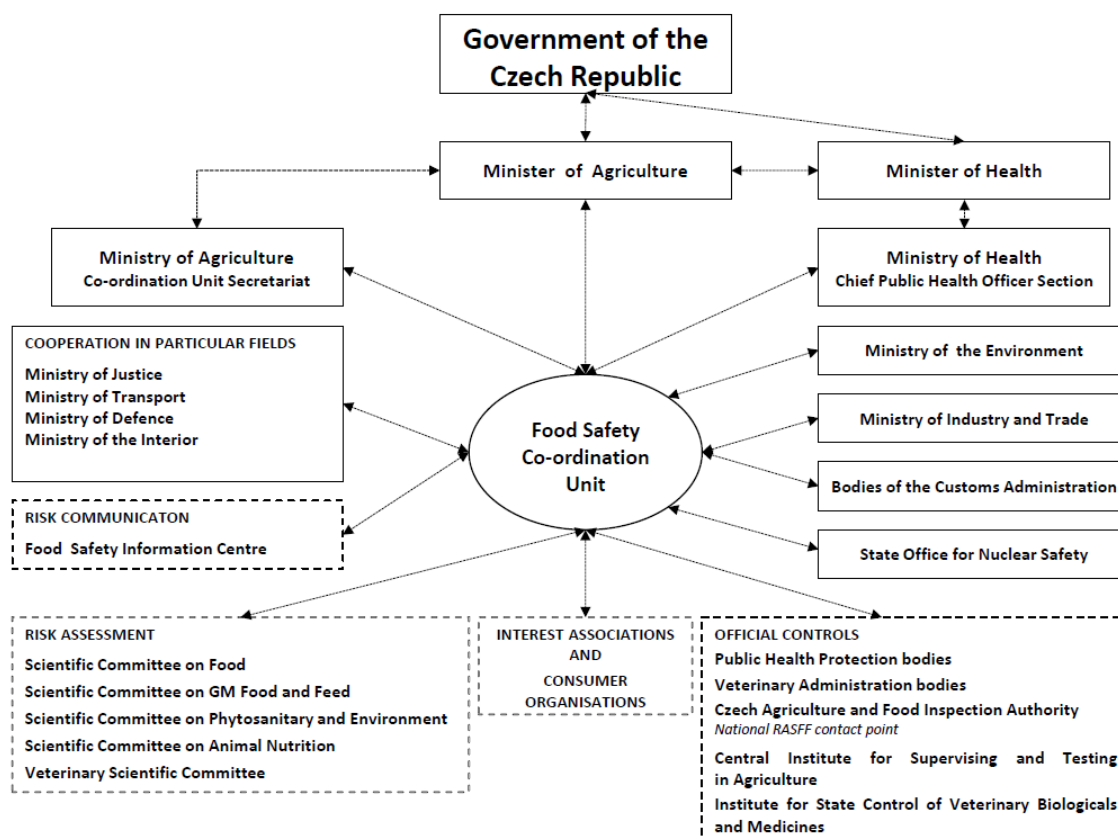 Government of the
Czech Republic
Minister of Agriculture
Minister of Health
Ministry of Agriculture
Co-ordination Unit Secretariat
Ministry of Health
Chief Public Health Officer Section
COOPERATION IN PARTICULAR FIELDS
Ministry of Justice
Ministry of Transport
Ministry of Defence
Ministry of the Interior
Ministry of the Environment
Ministry of Industry and Trade
Food Safety
Co-ordination
Unit
Bodies of the Customs Administration
RISK COMMUNICATON
Food Safety Information Centre
State Office for Nuclear Safety
RISK ASSESSMENT
Scientific Committee on Food
Scientific Committee on GM Food and Feed
Scientific Committee on Phytosanitary and Environment
Scientific Committee on Animal Nutrition
Veterinary Scientific Committee
INTEREST ASSOCIATIONS
AND
CONSUMER
ORGANISATIONS
OFFICIAL CONTROLS
Public Health Protection bodies
Veterinary Administration bodies
Czech Agriculture and Food Inspection Authority
National RASFF contact point
Central Institute for Supervising and Testing
in Agriculture
Institute for State Control of Veterinary Biologicals
and Medicines